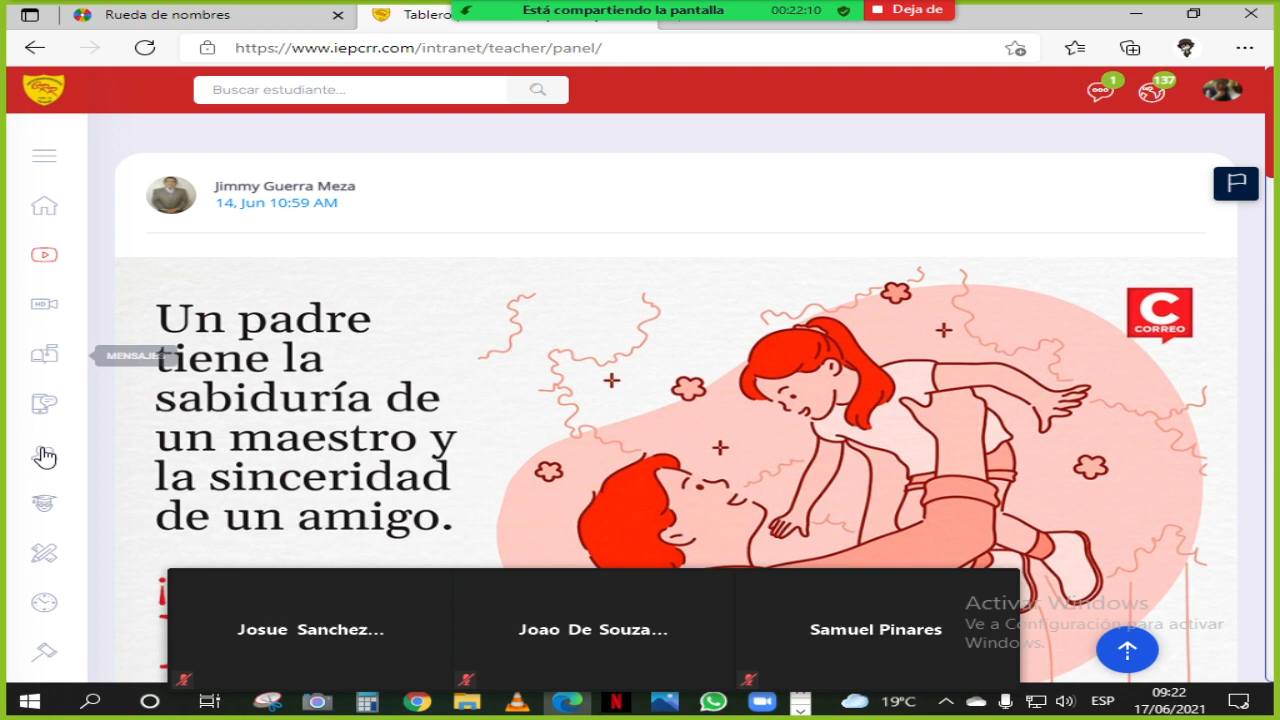 Rueda de nombres
Tablero
Está compartiendo la pantalla
00:22:10
Deja de
https://www.iepcrr.com/intranet/teacher/panel/
Buscar estudiante...
1
137
Jimmy Guerra Meza
14, Jun 10:59 AM
Un padre
tiene la
sabiduría de
un maestro y
la sinceridad
de un amigo.
C
CORREO
HD
MENSAJES
Josue Sanchez...
Joao De Souza...
Samuel Pinares
Activar Windows
Ve a Configuración para activar
Windows.
19°C
ESP
09:22
17/06/2021